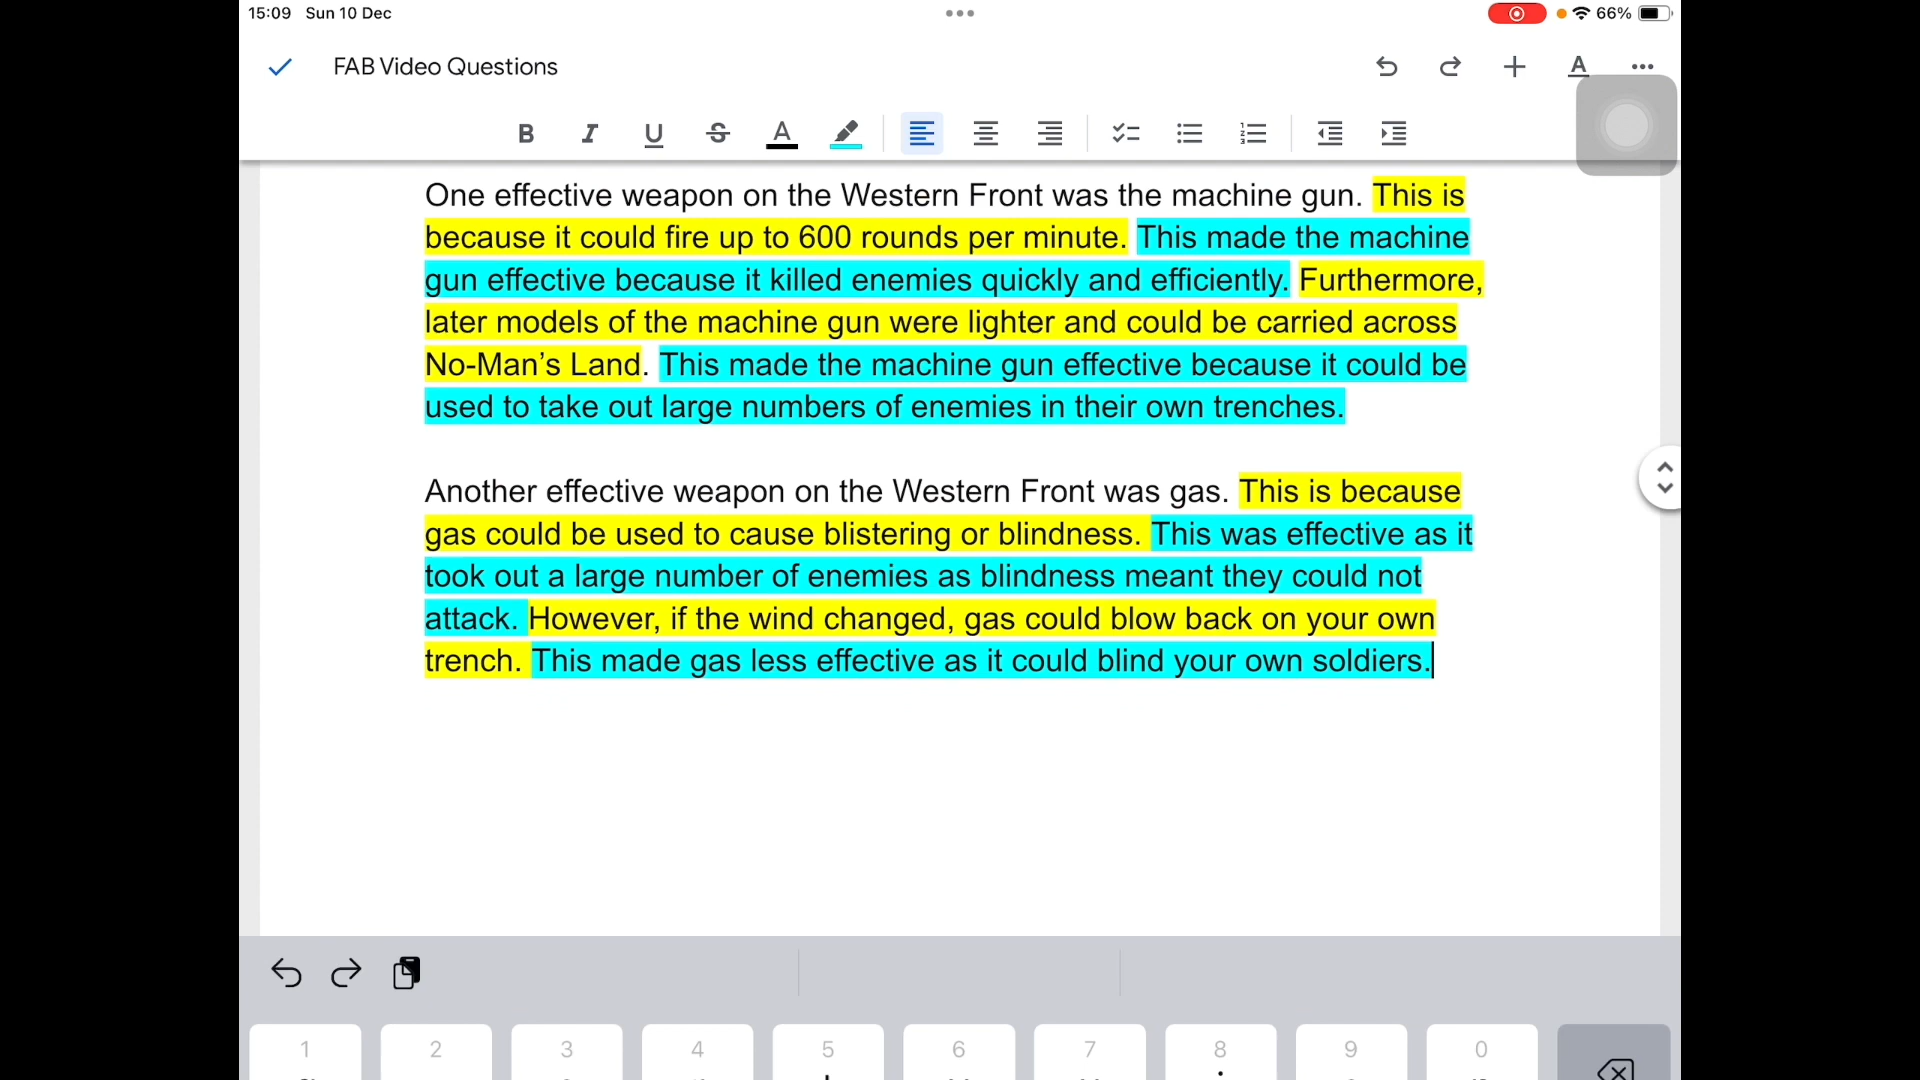 15:09 Sun 10 Dec
66%
FAB Video Questions
One effective weapon on the Western Front was the machine gun. This is
because it could fire up to 600 rounds per minute. This made the machine
gun effective because it killed enemies quickly and efficiently. Furthermore,
later models of the machine gun were lighter and could be carried across
No-Man’s Land. This made the machine gun effective because it could be
used to take out large numbers of enemies in their own trenches.
Another effective weapon on the Western Front was gas. This is because
gas could be used to cause blistering or blindness. This was effective as it
took out a large number of enemies as blindness meant they could not
attack. However, if the wind changed, gas could blow back on your own
trench. This made gas less effective as it could blind your own soldiers.
1 2 3 4 5 6 7 8 9 0